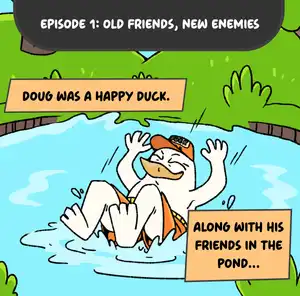 EPISODE 1: OLD FRIENDS, NEW ENEMIES
DOUG WAS A HAPPY DUCK.
ALONG WITH HIS
FRIENDS IN THE
POND...